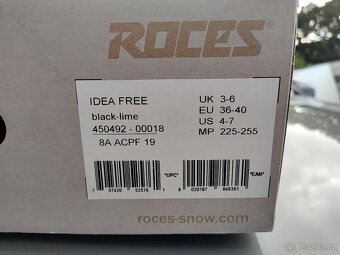 ROCES
IDEA FREE
black-lime
450492 - 00018
8A ACPF 19
UK 3-6
EU 36-40
US 4-7
MP 225-255
"UPC"
"EAN"
roces-snow.com